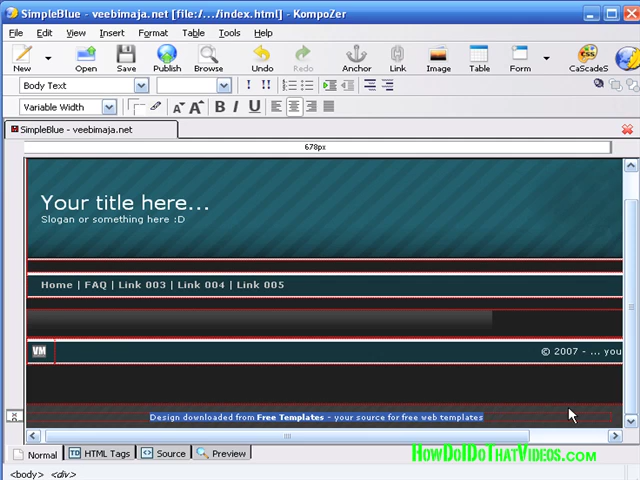 SimpleBlue - veebimaja.net [file:/.../index.html] - KompoZer
File Edit View Insert Format Table Tools Help
New Open Save Publish Browse Undo Redo Anchor Link Image Table Form CaScadeS
Body Text
Variable Width B I U
SimpleBlue - veebimaja.net
678px
Your title here...
Slogan or something here :D
Home | FAQ | Link 003 | Link 004 | Link 005
VM © 2007 - ... you
Design downloaded from Free Templates - your source for free web templates
Normal TD HTML Tags Source Preview
HowDoIDoThatVideos.com
<body> <div>